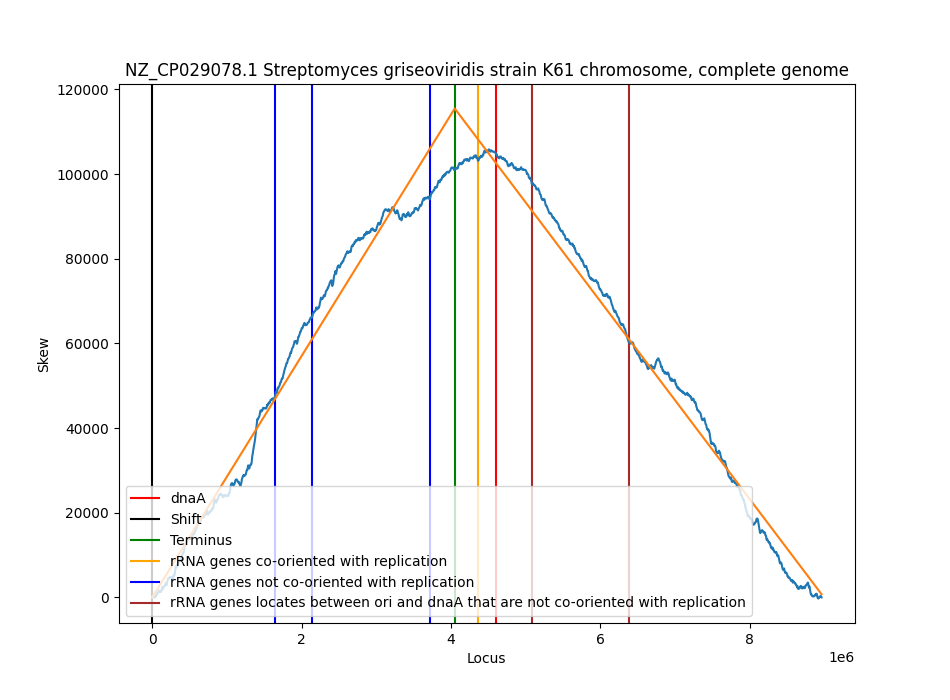 NZ_CP029078.1 Streptomyces griseoviridis strain K61 chromosome, complete genome
120000
100000
80000
60000
40000
20000
0
Skew
dnaA
Shift
Terminus
rRNA genes co-oriented with replication
rRNA genes not co-oriented with replication
rRNA genes locates between ori and dnaA that are not co-oriented with replication
0 2 4 6 8
Locus
1e6